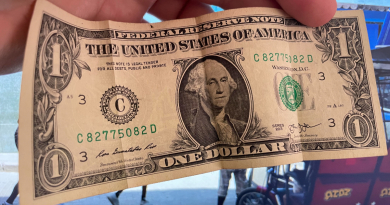 FEDERAL RESERVE NOTE
THE UNITED STATES OF AMERICA
THIS NOTE IS LEGAL TENDER
FOR ALL DEBTS, PUBLIC AND PRIVATE
C 82775082 D
WASHINGTON, D.C.
1
1
3
3
C
C 82775082 D
3
3
SERIES
1
ONE DOLLAR
1